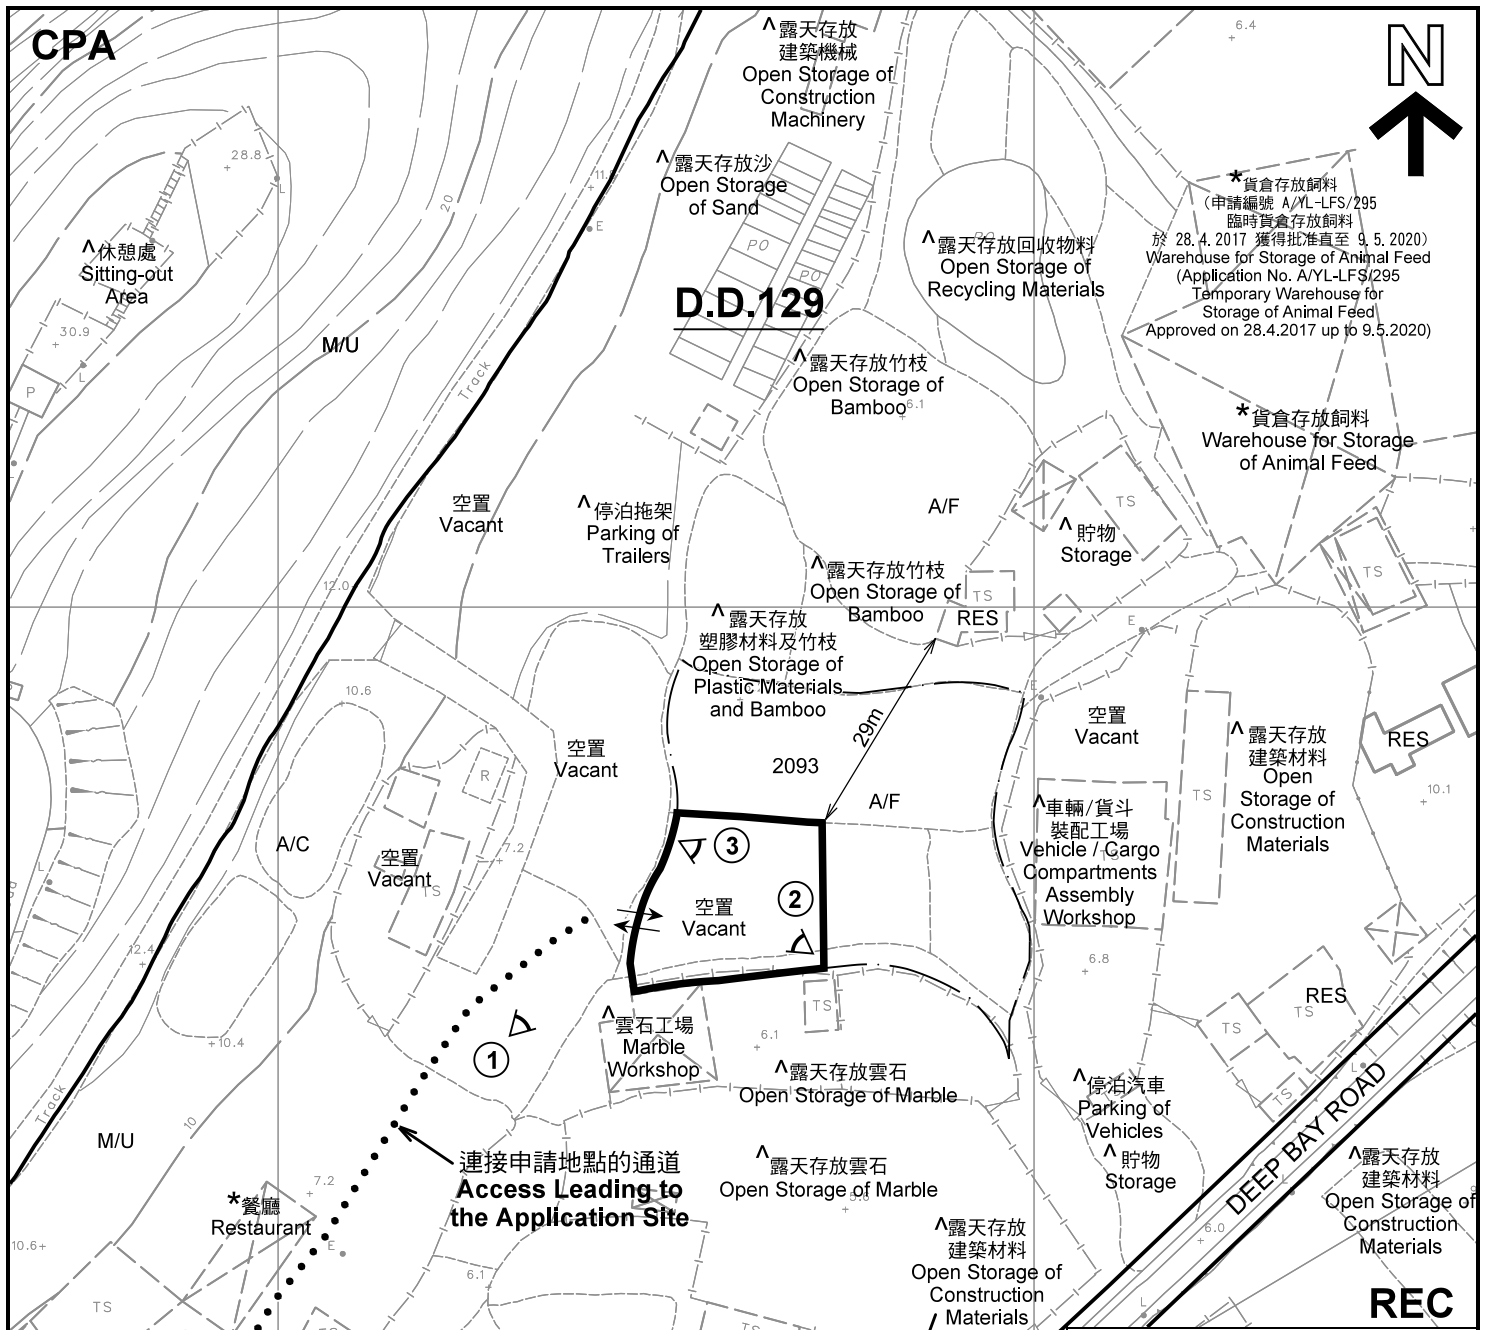 CPA
N
^露天存放
建築機械
Open Storage of
Construction
Machinery
6.4
28.8
L
20
^露天存放沙
Open Storage
of Sand
E
*貨倉存放飼料
(申請編號 A/YL-LFS/295
臨時貨倉存放飼料
於 28.4.2017 獲得批准直至 9.5.2020)
Warehouse for Storage of Animal Feed
(Application No. A/YL-LFS/295
Temporary Warehouse for
Storage of Animal Feed
Approved on 28.4.2017 up to 9.5.2020)
^休憩處
Sitting-out
Area
PO
PO
^露天存放回收物料
Open Storage of
Recycling Materials
D.D.129
30.9
L
P
M/U
Track
^露天存放竹枝
Open Storage of
Bamboo
6.1
*貨倉存放飼料
Warehouse for Storage
of Animal Feed
空置
Vacant
^停泊拖架
Parking of
Trailers
A/F
TS
^貯物
Storage
^露天存放竹枝
Open Storage of
Bamboo
TS
RES
TS
12.0
E
^露天存放
塑膠材料及竹枝
Open Storage of
Plastic Materials
and Bamboo
10.6
E
29m
空置
Vacant
^露天存放
建築材料
Open
Storage of
Construction
Materials
RES
空置
Vacant
R
2093
TS
10.1
A/F
A/C
7.2
空置
Vacant
TS
3
^車輛/貨斗
裝配工場
Vehicle / Cargo
Compartments
Assembly
Workshop
TS
L
2
空置
Vacant
12.4
6.8
RES
TS
TS
TS
10.4
1
^雲石工場
Marble
Workshop
6.1
^露天存放雲石
Open Storage of Marble
^停泊汽車
Parking of
Vehicles
L
TS
DEEP BAY ROAD
Track
10
M/U
連接申請地點的通道
Access Leading to
the Application Site
^露天存放雲石
Open Storage of Marble
^貯物
Storage
^露天存放
建築材料
Open Storage of
Construction
Materials
L
7.2
*餐廳
Restaurant
10.6
E
6.1
^露天存放
建築材料
Open Storage of
Construction
Materials
6.0
TS
L
REC